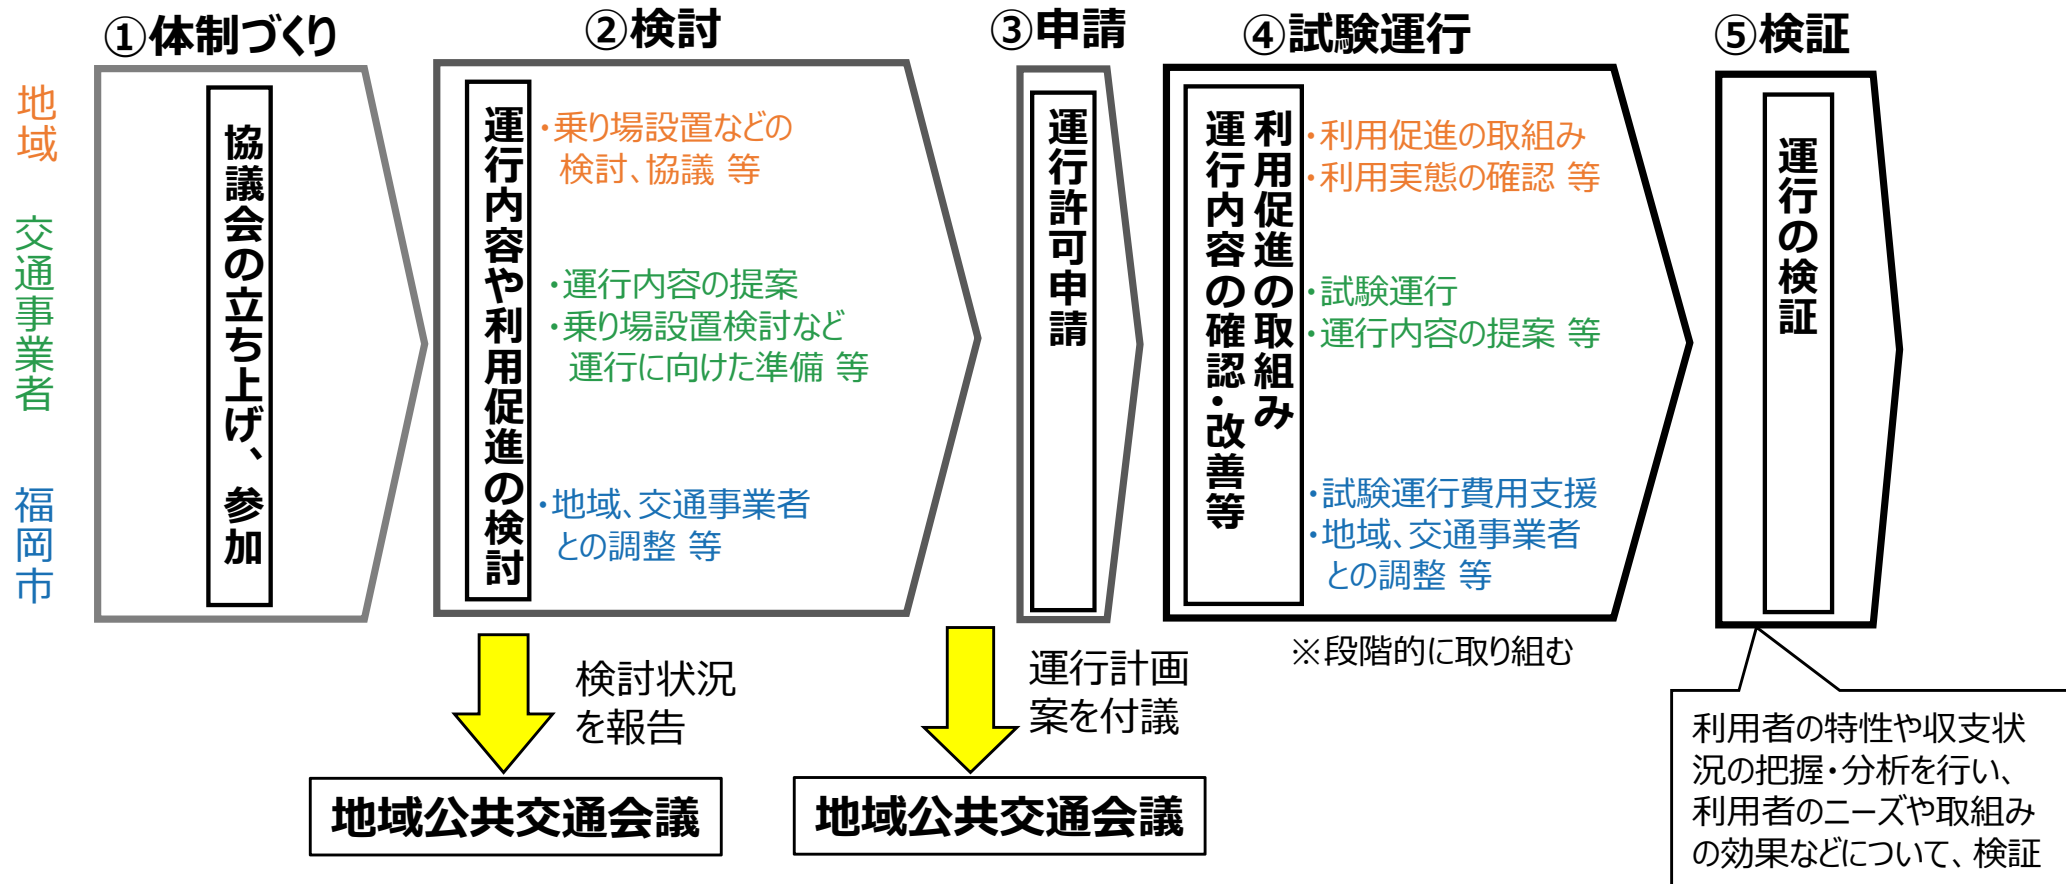 ①体制づくり
②検討
③申請
④試験運行
⑤検証
地域
交通事業者
福岡市
協議会の立ち上げ、参加
運行内容や利用促進の検討
・乗り場設置などの
検討、協議 等
・運行内容の提案
・乗り場設置検討など
運行に向けた準備 等
・地域、交通事業者
との調整 等
運行許可申請
利用促進の取組み
運行内容の確認・改善等
・利用促進の取組み
・利用実態の確認 等
・試験運行
・運行内容の提案 等
・試験運行費用支援
・地域、交通事業者
との調整 等
運行の検証
検討状況
を報告
運行計画
案を付議
※段階的に取り組む
地域公共交通会議
地域公共交通会議
利用者の特性や収支状
況の把握・分析を行い、
利用者のニーズや取組み
の効果などについて、検証